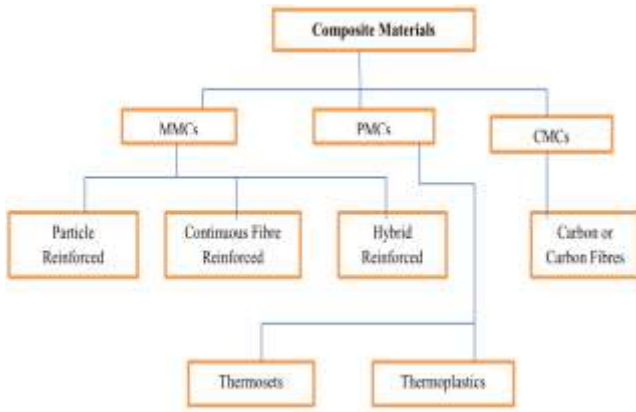 Composite Materials
MMCs
PMCs
CMCs
Particle
Reinforced
Continuous Fibre
Reinforced
Hybrid
Reinforced
Carbon or
Carbon Fibres
Thermosets
Thermoplastics